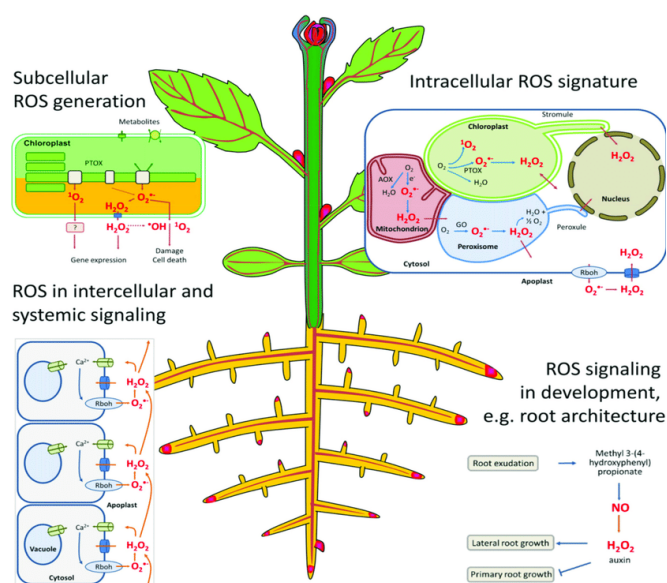 Subcellular
ROS generation
Metabolites
Chloroplast
PTOX
¹O₂
O₂•⁻
H₂O₂
?
H₂O₂
•OH
¹O₂
Gene expression
Damage
Cell death
Intracellular ROS signature
Stromule
Chloroplast
¹O₂
O₂
O₂•⁻
H₂O₂
PTOX
H₂O
H₂O₂
Nucleus
AOX
O₂
e⁻
H₂O
O₂•⁻
H₂O₂
Mitochondrion
O₂
GO
O₂•⁻
H₂O₂
H₂O +
½ O₂
Peroxisome
Peroxule
Cytosol
Apoplast
H₂O₂
Rboh
O₂•⁻
H₂O₂
ROS in intercellular and
systemic signaling
Ca²⁺
H₂O₂
Rboh
O₂•⁻
Ca²⁺
H₂O₂
Rboh
O₂•⁻
Apoplast
Ca²⁺
Vacuole
H₂O₂
Rboh
O₂•⁻
Cytosol
ROS signaling
in development,
e.g. root architecture
Root exudation
Methyl 3-(4-
hydroxyphenyl)
propionate
NO
H₂O₂
Lateral root growth
auxin
Primary root growth